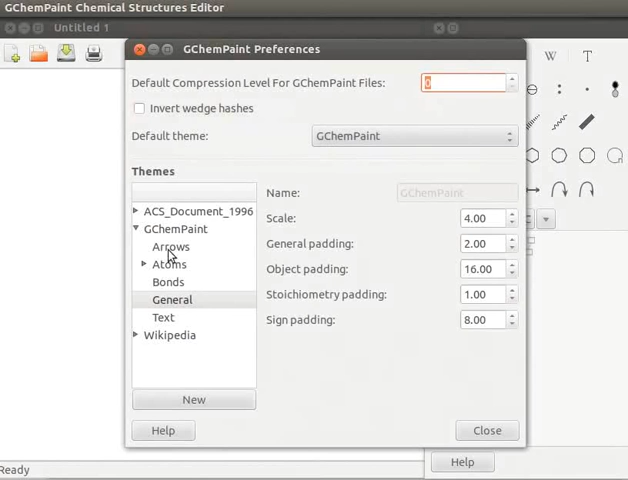 GChemPaint Chemical Structures Editor
Untitled 1
GChemPaint Preferences
Default Compression Level For GChemPaint Files: 0
Invert wedge hashes
Default theme: GChemPaint
Themes
ACS_Document_1996
GChemPaint
Arrows
Atoms
Bonds
General
Text
Wikipedia
New
Name: GChemPaint
Scale: 4.00
General padding: 2.00
Object padding: 16.00
Stoichiometry padding: 1.00
Sign padding: 8.00
Help
Close
W T
Help
Ready